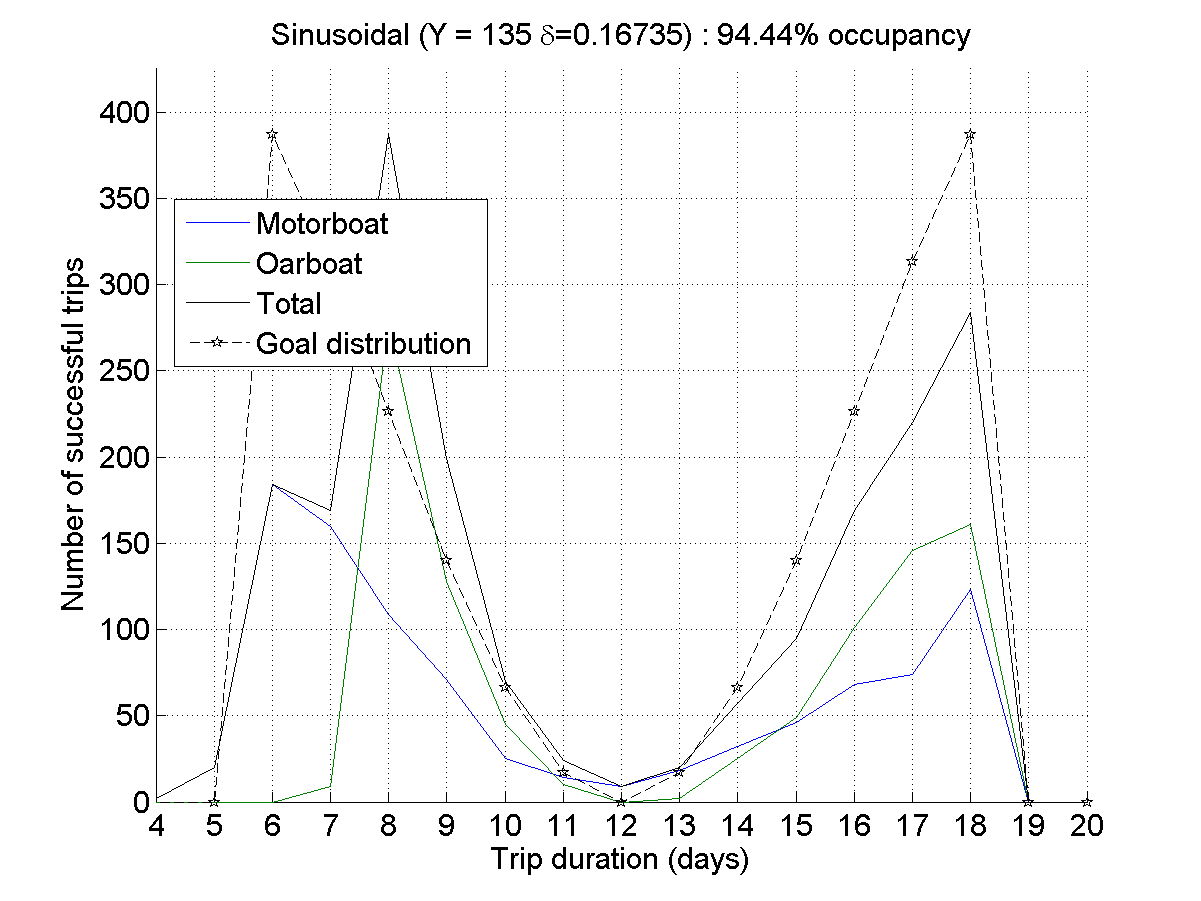 Sinusoidal (Y = 135 δ=0.16735) : 94.44% occupancy
400
350
300
250
200
150
100
50
0
Number of successful trips
Motorboat
Oarboat
Total
Goal distribution
4 5 6 7 8 9 10 11 12 13 14 15 16 17 18 19 20
Trip duration (days)